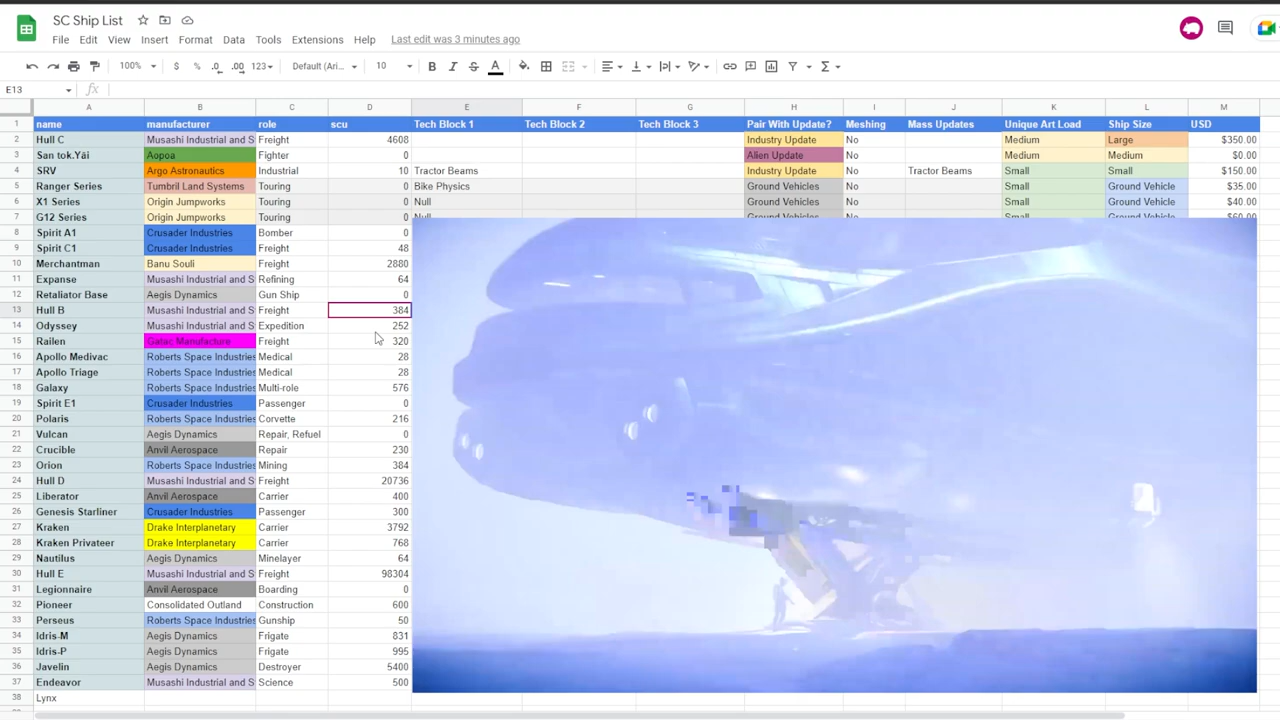 SC Ship List
File Edit View Insert Format Data Tools Extensions Help Last edit was 3 minutes ago
100% $ % .0 .00 123 Default (Ari... 10 B I S A
E13 fx
A B C D E F G H I J K L M
1 name manufacturer role scu Tech Block 1 Tech Block 2 Tech Block 3 Pair With Update? Meshing Mass Updates Unique Art Load Ship Size USD
2 Hull C Musashi Industrial and S Freight 4608 Industry Update No Medium Large $350.00
3 San tok.Yāi Aopoa Fighter 0 Alien Update No Medium Medium $0.00
4 SRV Argo Astronautics Industrial 10 Tractor Beams Industry Update No Tractor Beams Small Small $150.00
5 Ranger Series Tumbril Land Systems Touring 0 Bike Physics Ground Vehicles No Small Ground Vehicle $35.00
6 X1 Series Origin Jumpworks Touring 0 Null Ground Vehicles No Small Ground Vehicle $40.00
7 G12 Series Origin Jumpworks Touring 0 Null Ground Vehicles No Small Ground Vehicle $60.00
8 Spirit A1 Crusader Industries Bomber 0
9 Spirit C1 Crusader Industries Freight 48
10 Merchantman Banu Souli Freight 2880
11 Expanse Musashi Industrial and S Refining 64
12 Retaliator Base Aegis Dynamics Gun Ship 0
13 Hull B Musashi Industrial and S Freight 384
14 Odyssey Musashi Industrial and S Expedition 252
15 Railen Gatac Manufacture Freight 320
16 Apollo Medivac Roberts Space Industries Medical 28
17 Apollo Triage Roberts Space Industries Medical 28
18 Galaxy Roberts Space Industries Multi-role 576
19 Spirit E1 Crusader Industries Passenger 0
20 Polaris Roberts Space Industries Corvette 216
21 Vulcan Aegis Dynamics Repair, Refuel 0
22 Crucible Anvil Aerospace Repair 230
23 Orion Roberts Space Industries Mining 384
24 Hull D Musashi Industrial and S Freight 20736
25 Liberator Anvil Aerospace Carrier 400
26 Genesis Starliner Crusader Industries Passenger 300
27 Kraken Drake Interplanetary Carrier 3792
28 Kraken Privateer Drake Interplanetary Carrier 768
29 Nautilus Aegis Dynamics Minelayer 64
30 Hull E Musashi Industrial and S Freight 98304
31 Legionnaire Anvil Aerospace Boarding 0
32 Pioneer Consolidated Outland Construction 600
33 Perseus Roberts Space Industries Gunship 50
34 Idris-M Aegis Dynamics Frigate 831
35 Idris-P Aegis Dynamics Frigate 995
36 Javelin Aegis Dynamics Destroyer 5400
37 Endeavor Musashi Industrial and S Science 500
38 Lynx